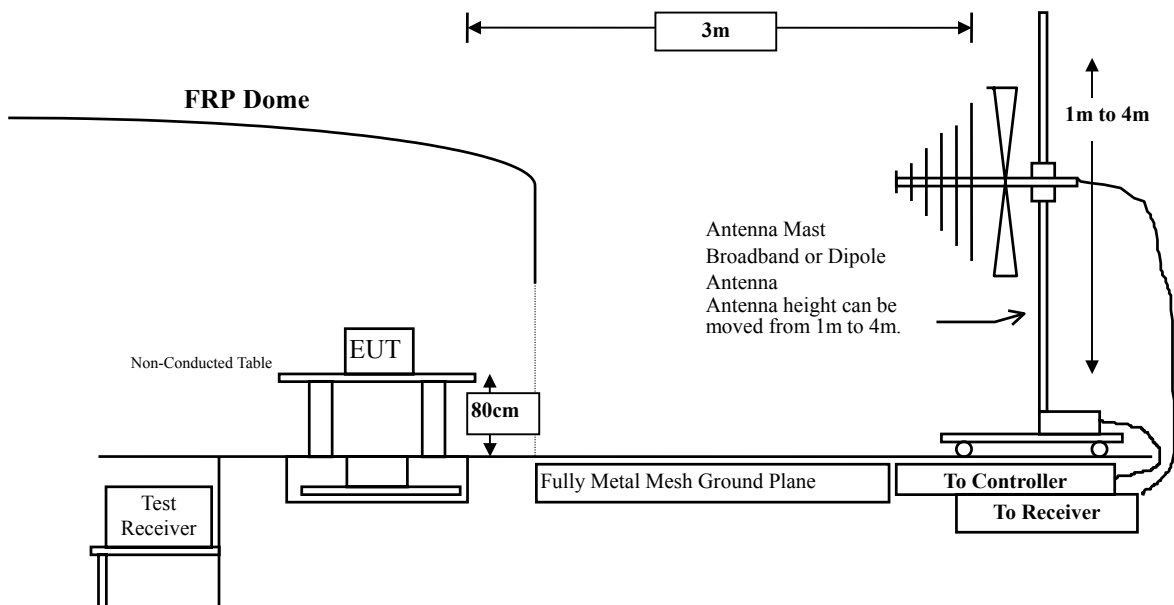 3m
FRP Dome
1m to 4m
Antenna Mast
Broadband or Dipole
Antenna
Antenna height can be
moved from 1m to 4m.
EUT
Non-Conducted Table
80cm
Fully Metal Mesh Ground Plane
To Controller
Test
Receiver
To Receiver